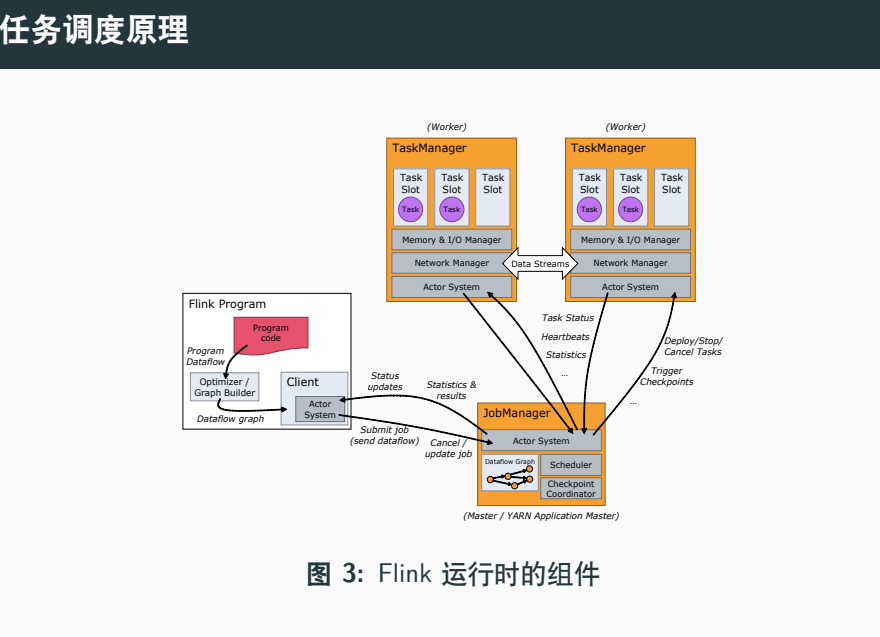 任务调度原理
(Worker)
(Worker)
TaskManager
TaskManager
Task
Slot
Task
Task
Slot
Task
Task
Slot
Task
Slot
Task
Task
Slot
Task
Task
Slot
Memory & I/O Manager
Memory & I/O Manager
Network Manager
Data Streams
Network Manager
Actor System
Actor System
Flink Program
Program
code
Program
Dataflow
Optimizer /
Graph Builder
Dataflow graph
Client
Actor
System
Status
updates
Statistics &
results
Submit job
(send dataflow)
Cancel /
update job
Task Status
Heartbeats
Statistics
...
Deploy/Stop/
Cancel Tasks
Trigger
Checkpoints
...
JobManager
Actor System
Dataflow Graph
Scheduler
Checkpoint
Coordinator
(Master / YARN Application Master)
图 3: Flink 运行时的组件